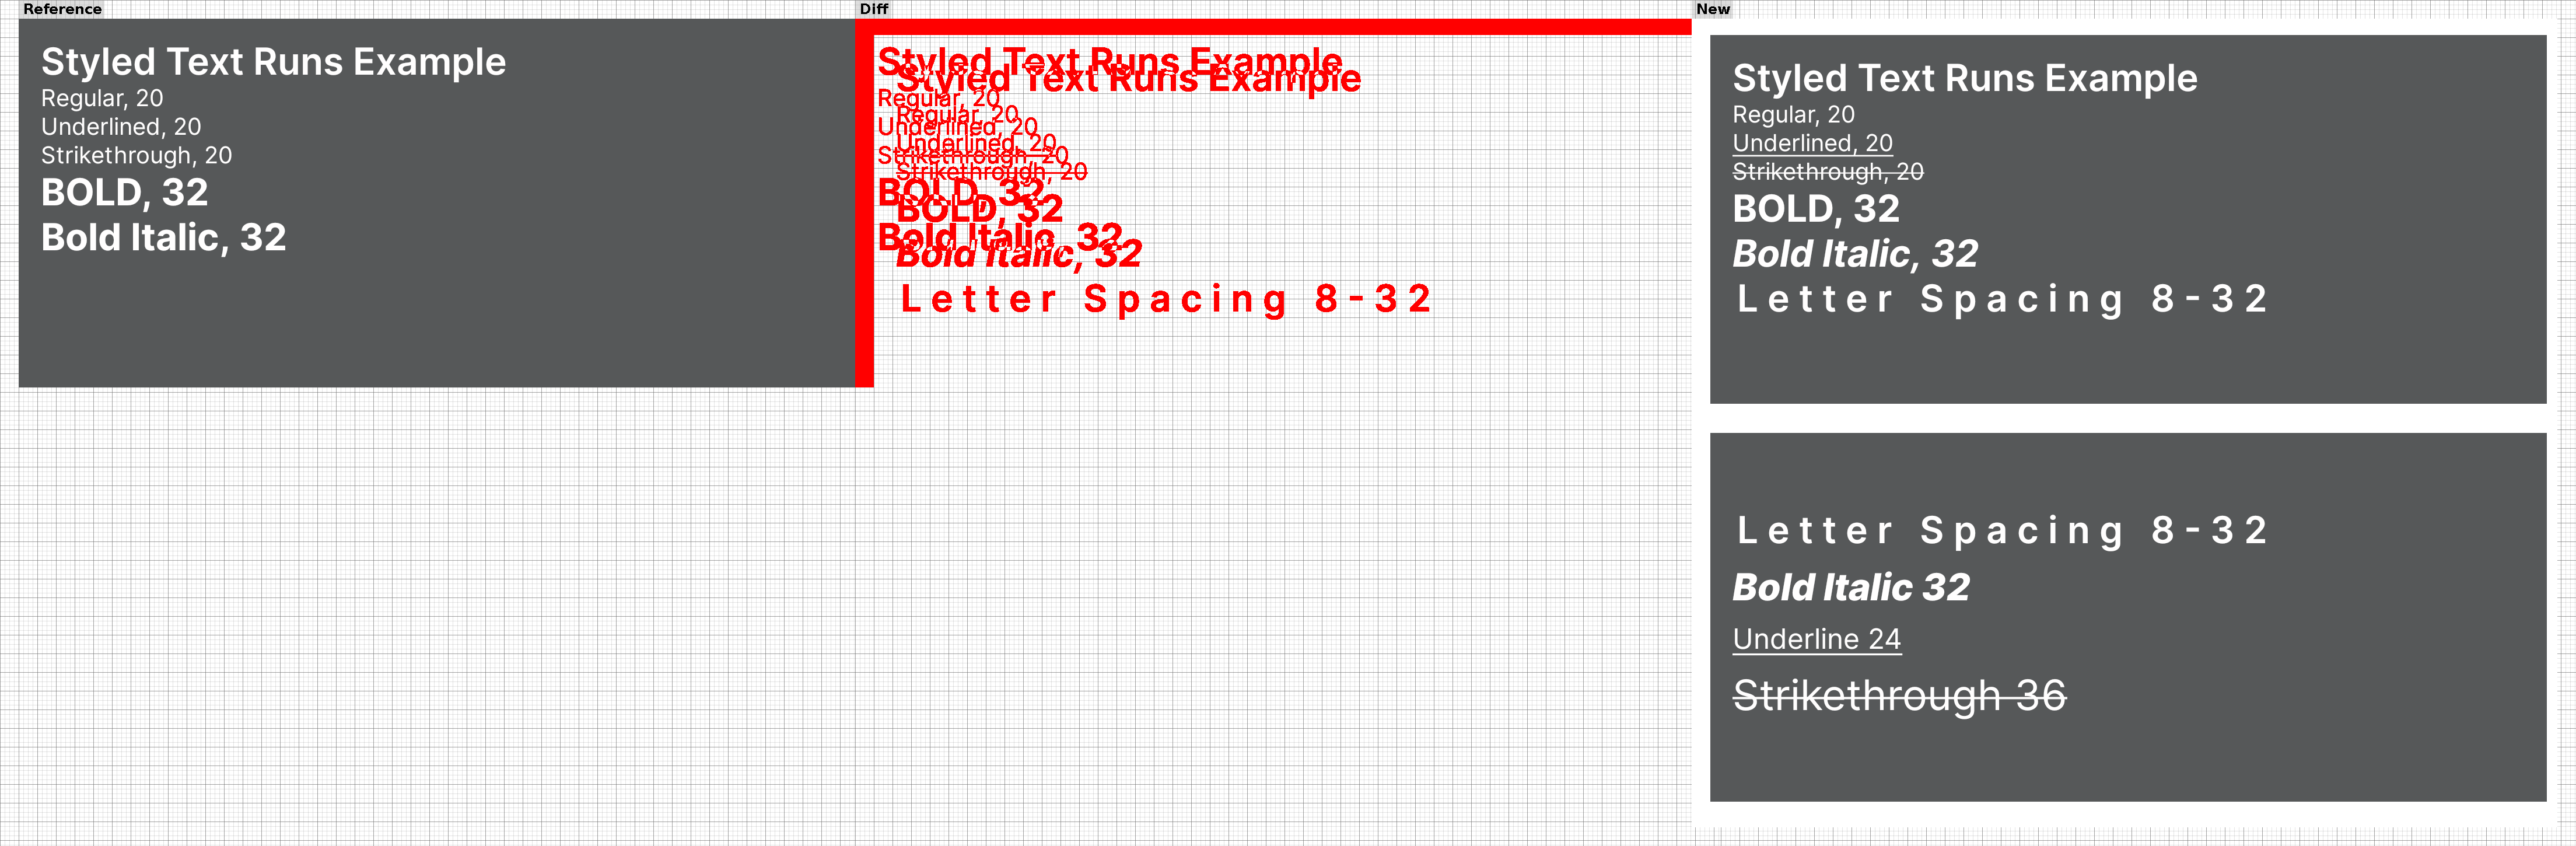 Reference
Styled Text Runs Example
Regular, 20
Underlined, 20
Strikethrough, 20
BOLD, 32
Bold Italic, 32
Diff
Styled Text Runs Example
Styled Text Runs Example
Regular, 20
Regular, 20
Underlined, 20
Underlined, 20
Strikethrough, 20
Strikethrough, 20
BOLD, 32
BOLD, 32
Bold Italic, 32
Bold Italic, 32
Letter Spacing 8-32
New
Styled Text Runs Example
Regular, 20
Underlined, 20
Strikethrough, 20
BOLD, 32
Bold Italic, 32
Letter Spacing 8-32
Letter Spacing 8-32
Bold Italic 32
Underline 24
Strikethrough 36